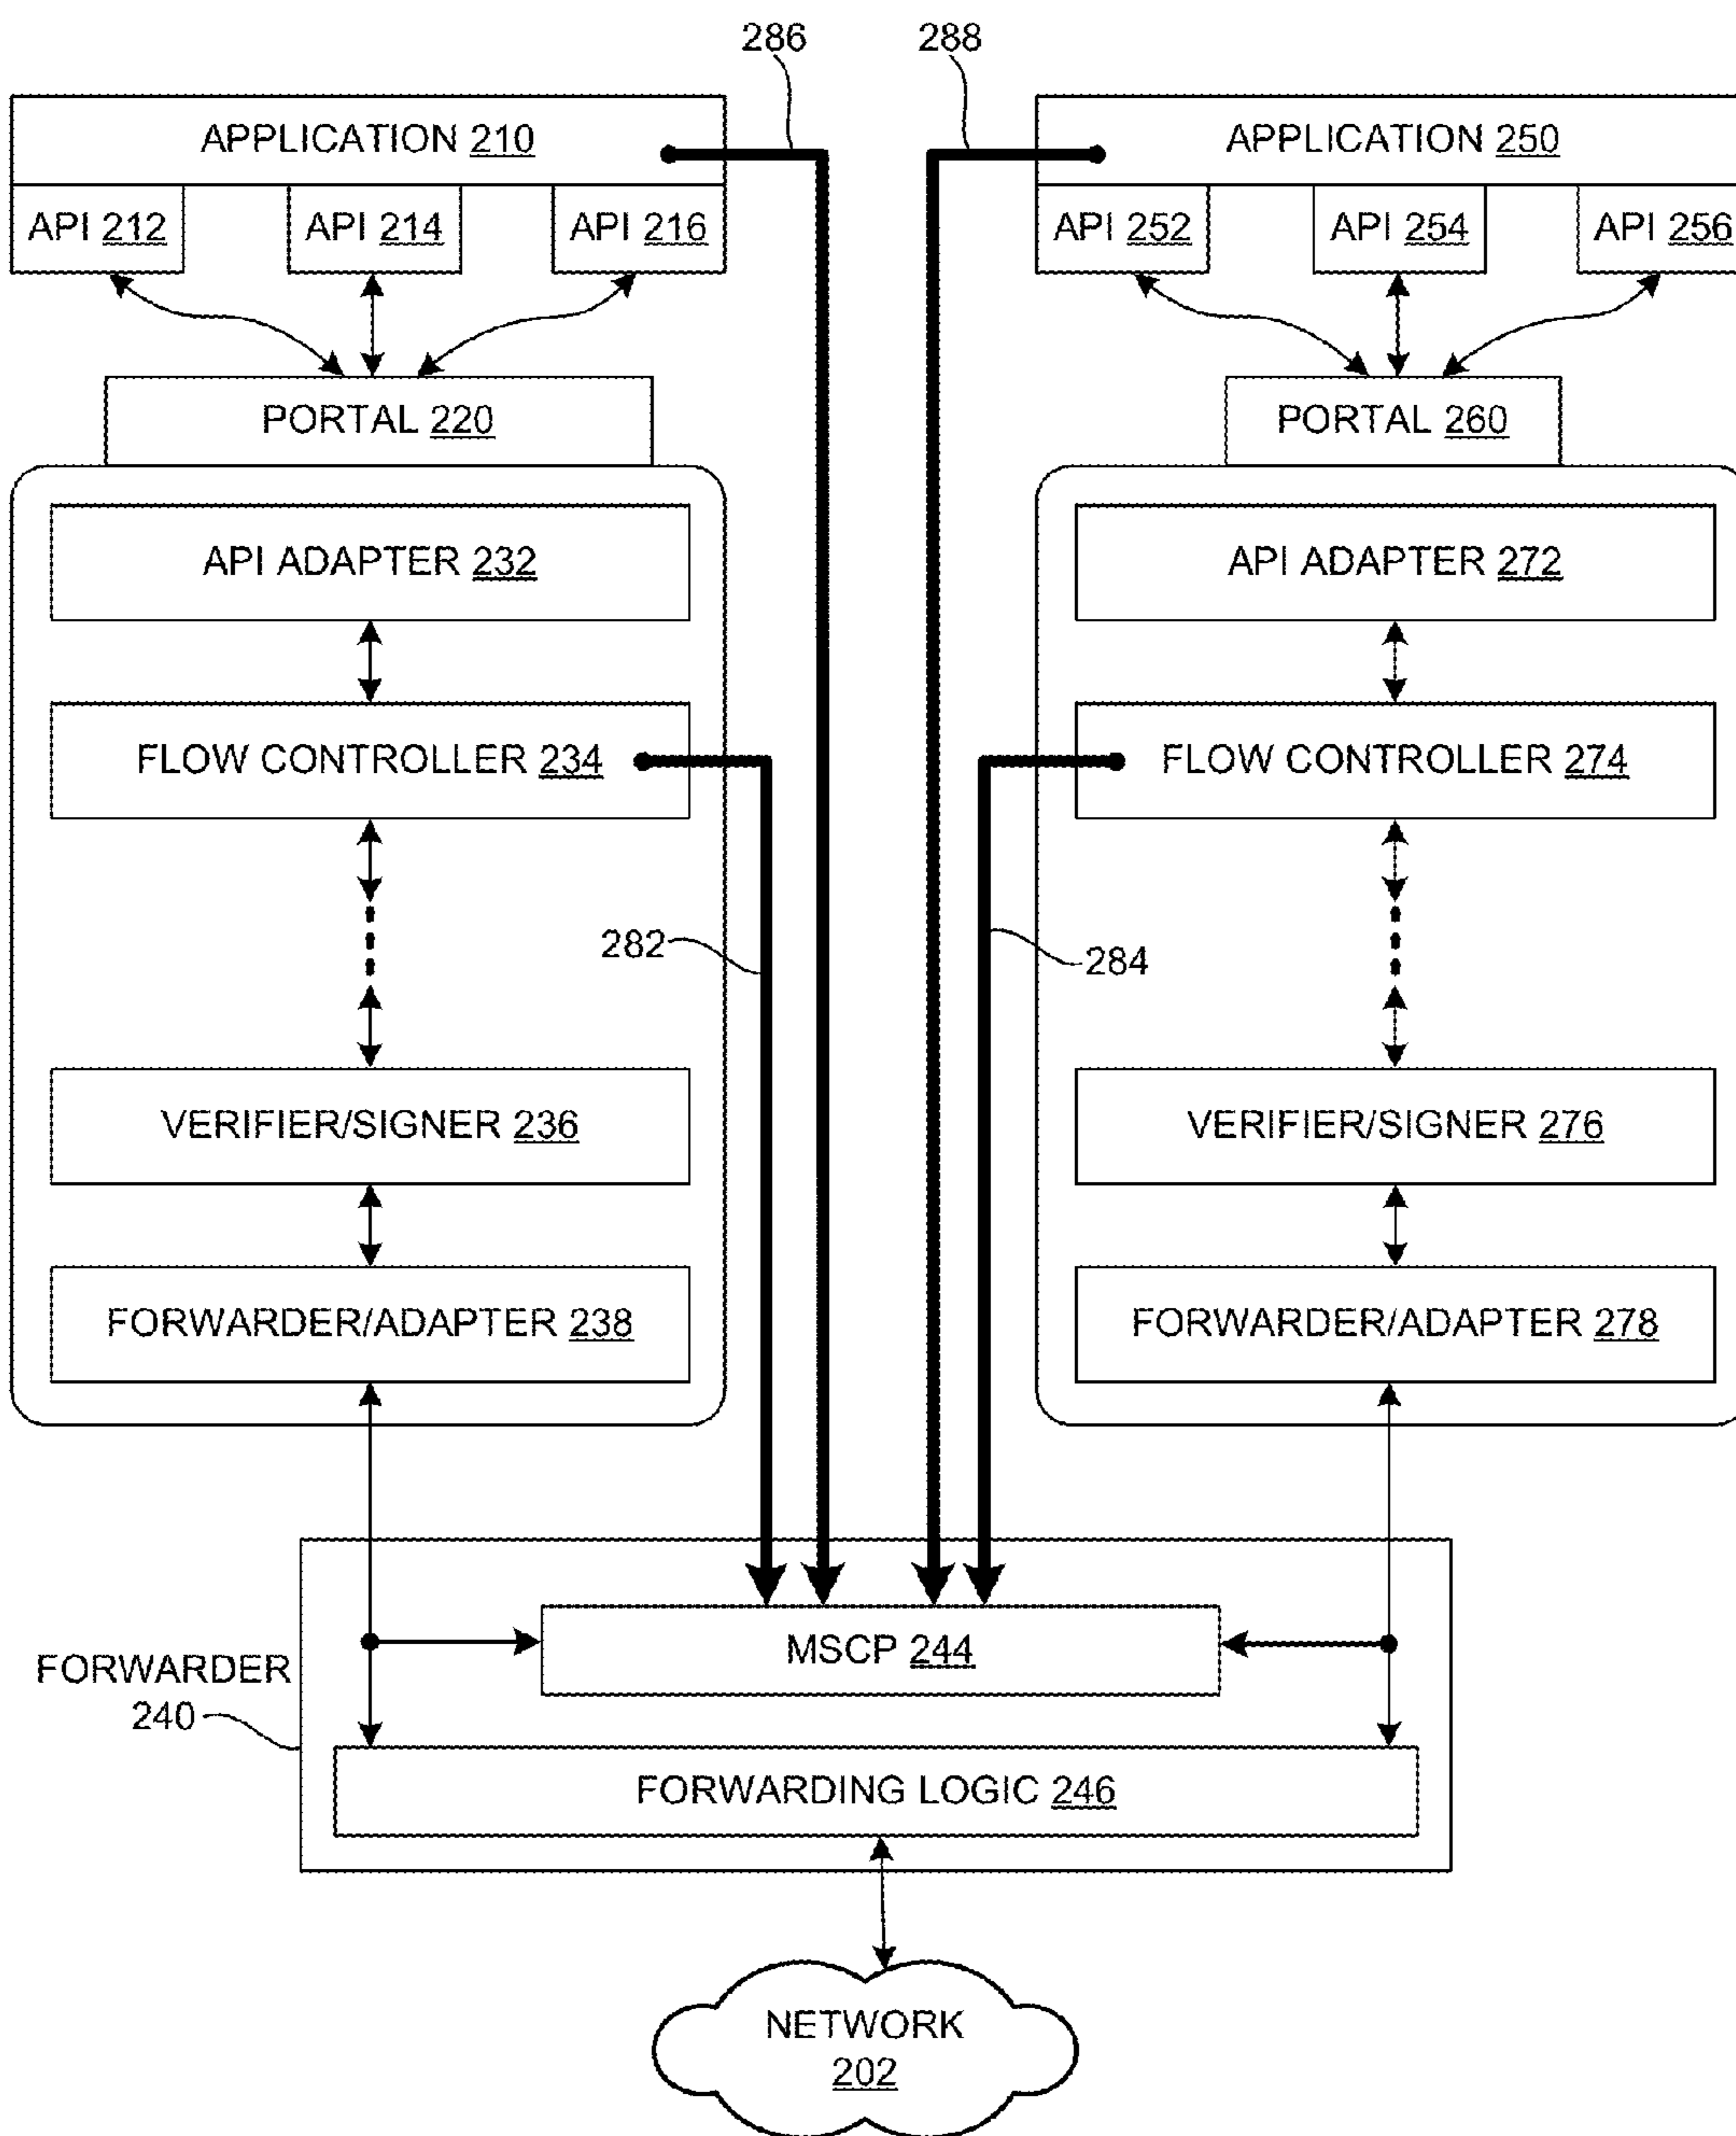 286
288
APPLICATION 210
APPLICATION 250
API 212
API 214
API 216
API 252
API 254
API 256
PORTAL 220
PORTAL 260
API ADAPTER 232
API ADAPTER 272
FLOW CONTROLLER 234
FLOW CONTROLLER 274
282
284
VERIFIER/SIGNER 236
VERIFIER/SIGNER 276
FORWARDER/ADAPTER 238
FORWARDER/ADAPTER 278
MSCP 244
FORWARDER
240
FORWARDING LOGIC 246
NETWORK
202